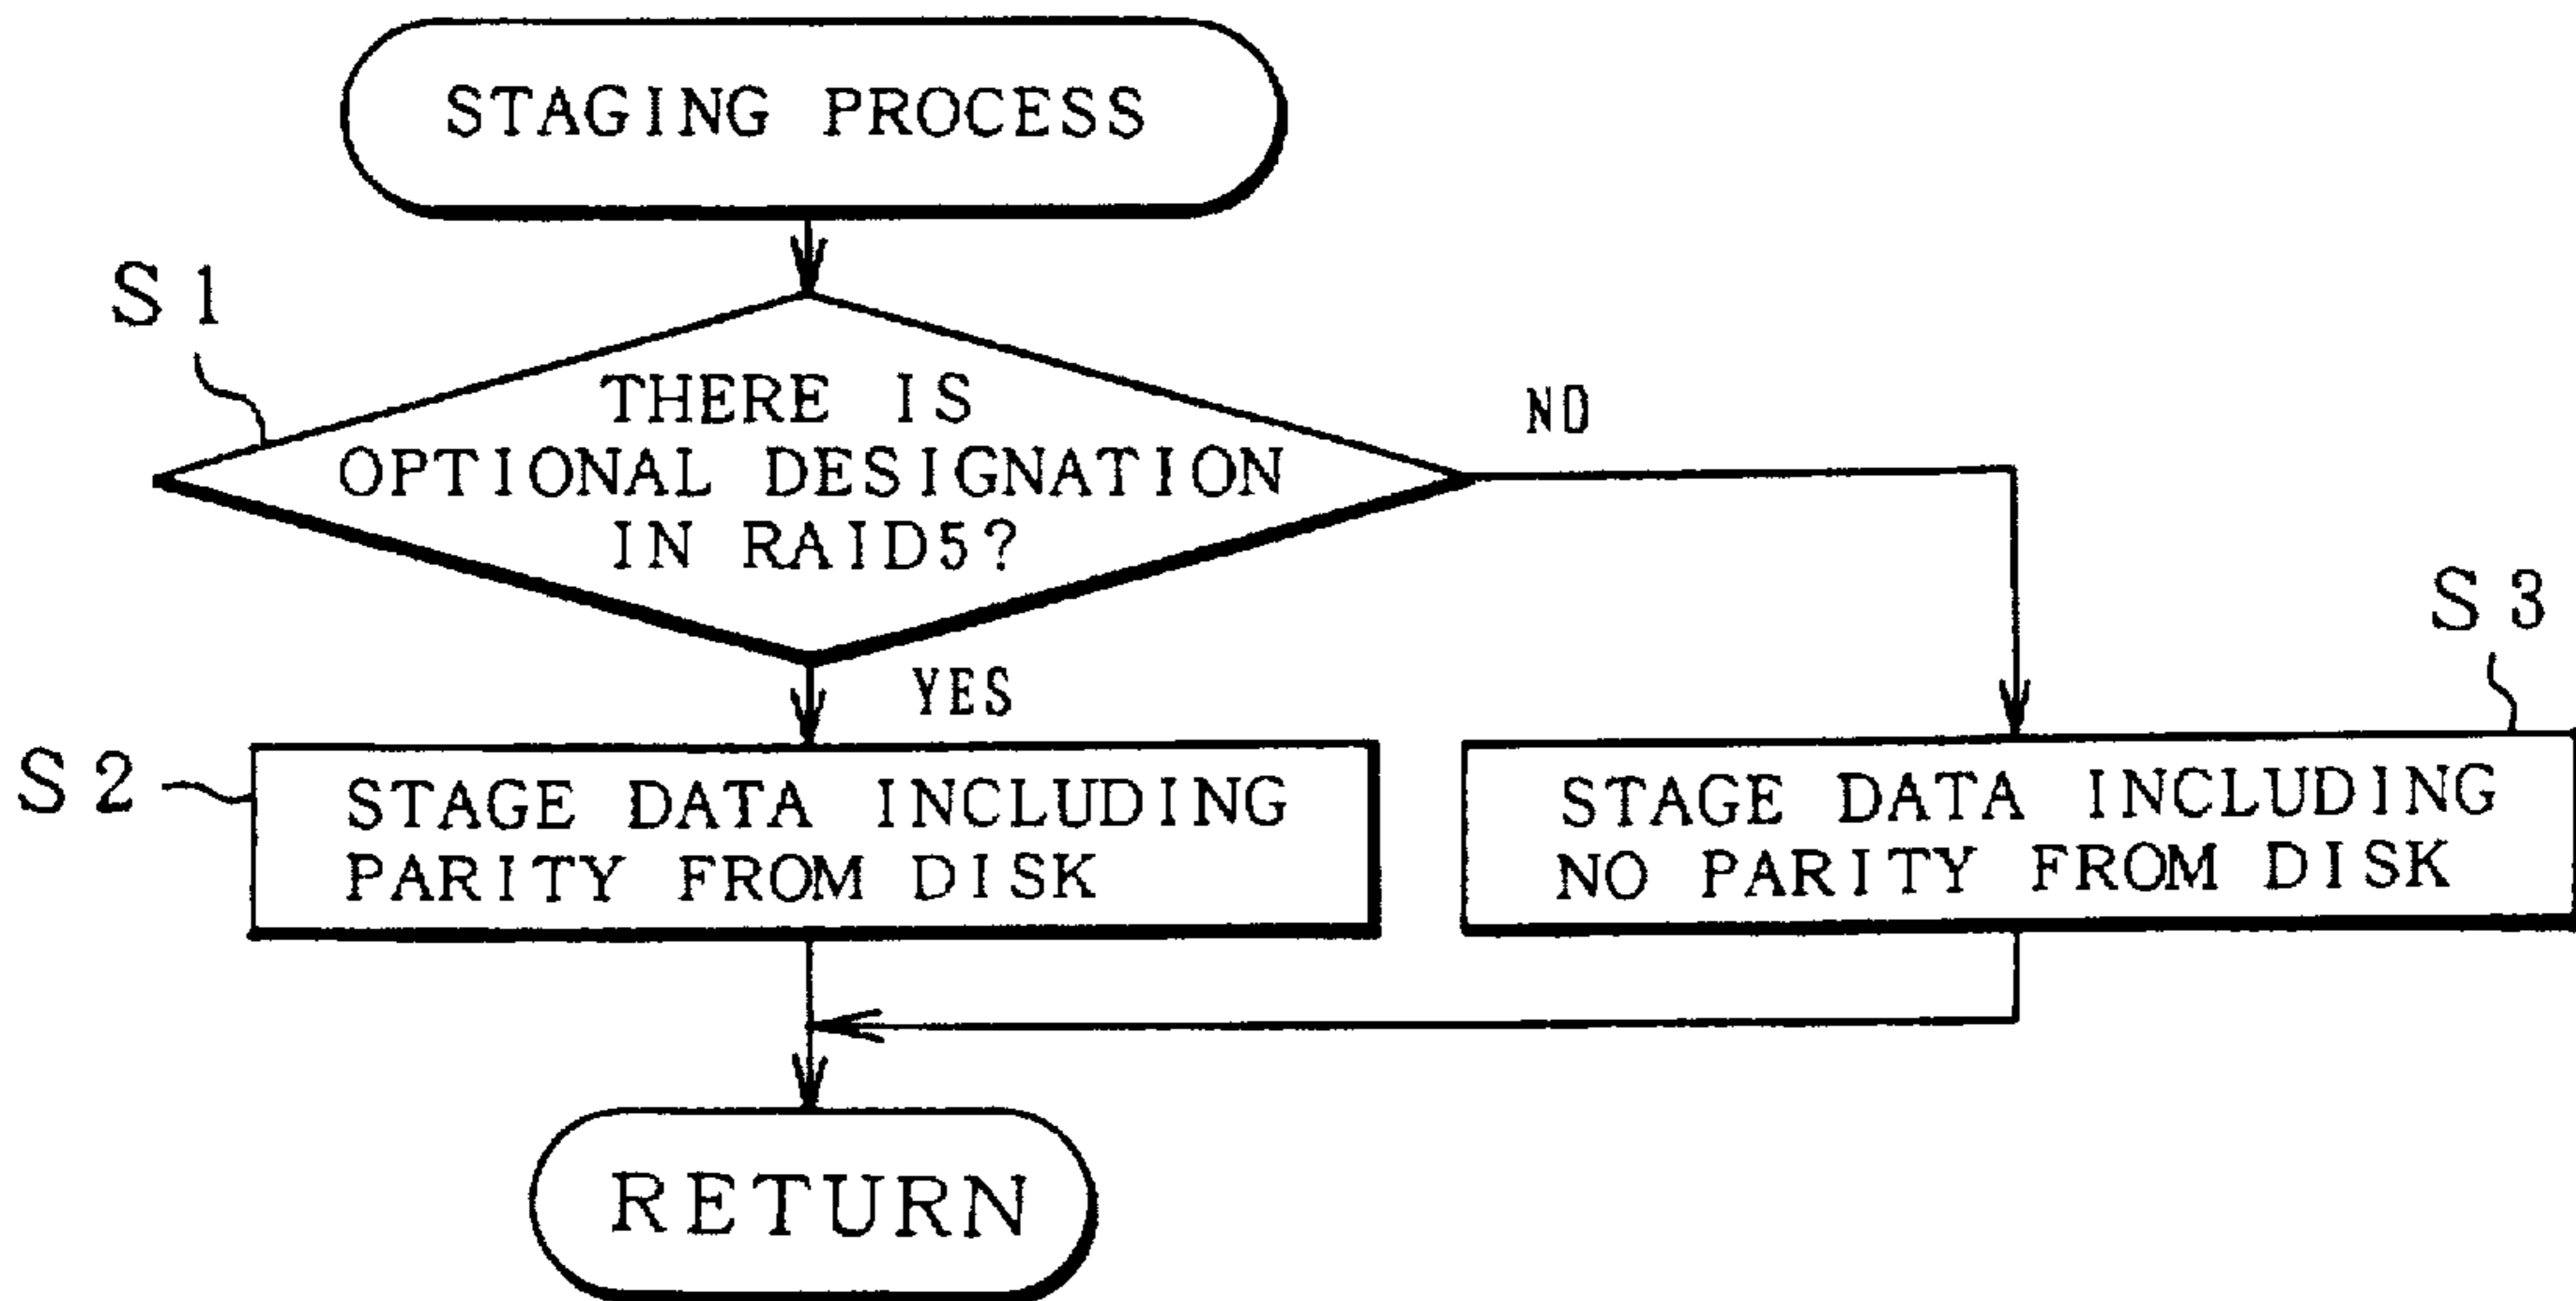 STAGING PROCESS
S1
THERE IS
OPTIONAL DESIGNATION
IN RAID5?
NO
YES
S2
STAGE DATA INCLUDING
PARITY FROM DISK
S3
STAGE DATA INCLUDING
NO PARITY FROM DISK
RETURN